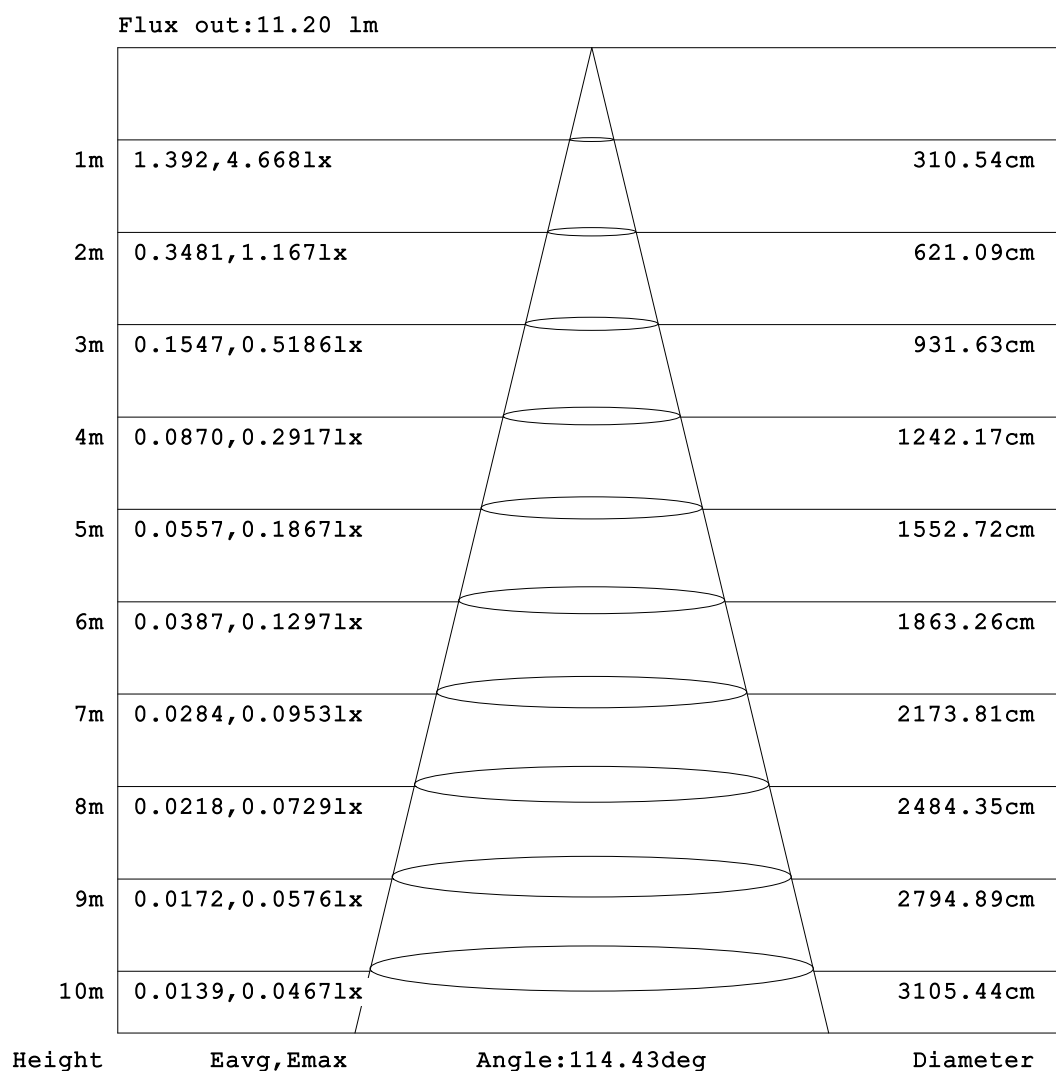 Flux out:11.20 lm
1m 1.392,4.668lx 310.54cm
2m 0.3481,1.167lx 621.09cm
3m 0.1547,0.5186lx 931.63cm
4m 0.0870,0.2917lx 1242.17cm
5m 0.0557,0.1867lx 1552.72cm
6m 0.0387,0.1297lx 1863.26cm
7m 0.0284,0.0953lx 2173.81cm
8m 0.0218,0.0729lx 2484.35cm
9m 0.0172,0.0576lx 2794.89cm
10m 0.0139,0.0467lx 3105.44cm
Height Eavg,Emax Angle:114.43deg Diameter